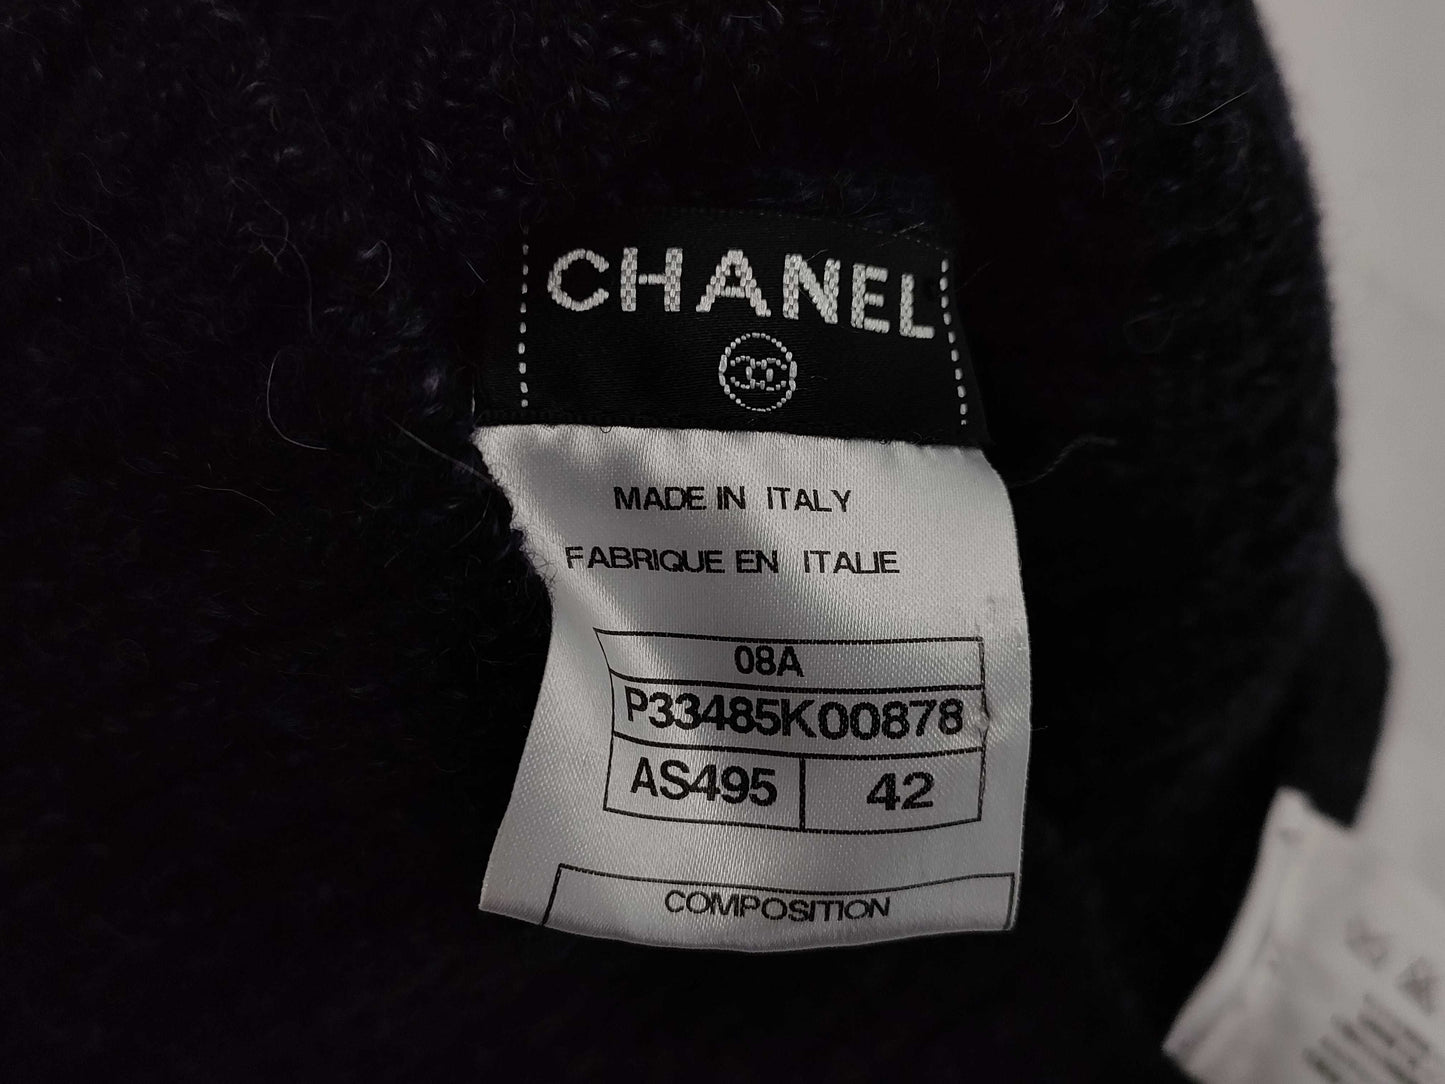 CHANEL
MADE IN ITALY
FABRIQUE EN ITALIE
08A
P33485K00878
AS495 42
COMPOSITION